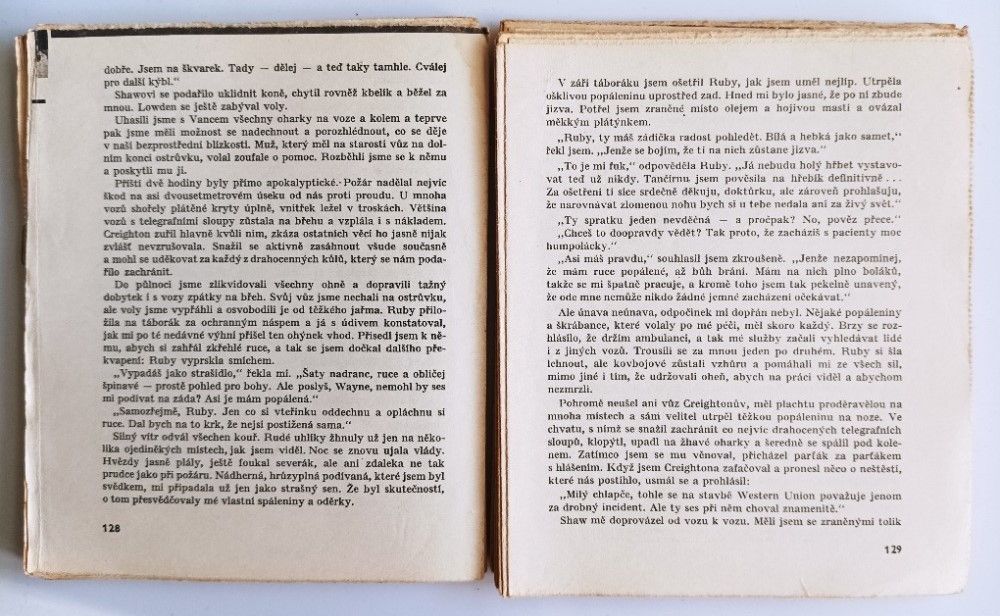 dobře. Jsem na škvarek. Tady — dělej — a teď taky tamhle. Cválej
pro další kýbl.“
Shawovi se podařilo uklidnit koně, chytil rovněž kbelík a běžel za
mnou. Lowden se ještě zabýval voly.
Uhasili jsme s Vancem všechny oharky na voze a kolem a teprve
pak jsme měli možnost se nadechnout a porozhlédnout, co se děje
v naší bezprostřední blízkosti. Muž, který měl na starosti vůz na dol-
ním konci ostrůvku, volal zoufale o pomoc. Rozběhli jsme se k němu
a poskytli mu ji.
Příští dvě hodiny byly přímo apokalyptické. Požár nadělal nejvíc
škod na asi dvousetmetrovém úseku od nás proti proudu. U mnoha
vozů shořely plátěné kryty úplně, vnitřek ležel v troskách. Většina
vozů s telegrafními sloupy zůstala na břehu a vzplála i s nákladem.
Creighton zuřil hlavně kvůli nim, zkáza ostatních věcí ho jasně nijak
zvlášť nevzrušovala. Snažil se aktivně zasáhnout všude současně
a mohl se uděkovat za každý z drahocenných kůlů, který se nám poda-
řilo zachránit.
Do půlnoci jsme zlikvidovali všechny ohně a dopravili tažný
dobytek i s vozy zpátky na břeh. Svůj vůz jsme nechali na ostrůvku,
ale voly jsme vypřáhli a osvobodili je od těžkého jařma. Ruby přilo-
žila na táborák za ochranným náspem a já s údivem konstatoval,
jak mi po té nedávné výhni přišel ten ohýnek vhod. Přisedl jsem k ně-
mu, abych si zahřál zkřehlé ruce, a tak se jsem dočkal dalšího pře-
kvapení: Ruby vyprskla smíchem.
„Vypadáš jako strašidlo,“ řekla mi. „Šaty nadranc, ruce a obličej
špinavé — prostě pohled pro bohy. Ale poslyš, Wayne, nemohl by ses
mi podívat na záda? Asi je mám popálená.“
„Samozřejmě, Ruby. Jen co si vteřinku oddechnu a opláchnu si
ruce. Dal bych na to krk, že nejsi postižená sama.“
Silný vítr odvál všechen kouř. Rudé uhlíky žhnuly už jen na něko-
lika ojedinělých místech, jak jsem viděl. Noc se znovu ujala vlády.
Hvězdy jasně plály, ještě foukal severák, ale ani zdaleka ne tak
prudce jako při požáru. Nádherná, hrůzyplná podívaná, které jsem byl
svědkem, mi připadala už jen jako strašný sen. Že byl skutečností,
o tom přesvědčovaly mé vlastní spáleniny a oděrky.
128
V záři táboráku jsem ošetřil Ruby, jak jsem uměl nejlíp. Utrpěla
ošklivou popáleninu uprostřed zad. Hned mi bylo jasné, že po ní zbude
jizva. Potřel jsem zraněné místo olejem a hojivou mastí a ovázal
měkkým plátýnkem.
„Ruby, ty máš zádíčka radost pohledět. Bílá a hebká jako samet,“
řekl jsem. „Jenže se bojím, že ti na nich zůstane jizva.“
„To je mi fuk,“ odpověděla Ruby. „Já nebudu holý hřbet vystavo-
vat teď už nikdy. Tančírnu jsem pověsila na hřebík definitivně . . .
Za ošetření ti sice srdečně děkuju, doktůrku, ale zároveň prohlašuju,
že narovnávat zlomenou nohu bych si u tebe nedala ani za živý svět.“
„Ty spratku jeden nevděčná — a pročpak? No, pověz přece.“
„Chceš to doopravdy vědět? Tak proto, že zacházíš s pacienty moc
humpolácky.“
„Asi máš pravdu,“ souhlasil jsem zkroušeně. „Jenže nezapomínej,
že mám ruce popálené, až bůh brání. Mám na nich plno boláků,
takže se mi špatně pracuje, a kromě toho jsem tak pekelně unavený,
že ode mne nemůže nikdo žádné jemné zacházení očekávat.“
Ale únava neúnava, odpočinek mi dopřán nebyl. Nějaké popáleniny
a škrábance, které volaly po mé péči, měl skoro každý. Brzy se roz-
hlásilo, že držím ambulanci, a tak mé služby začali vyhledávat lidé
i z jiných vozů. Trousili se za mnou jeden po druhém. Ruby si šla
lehnout, ale kovbojové zůstali vzhůru a pomáhali mi ze všech sil,
mimo jiné i tím, že udržovali oheň, abych na práci viděl a abychom
nezmrzli.
Pohromě neušel ani vůz Creightonův, měl plachtu proděravělou na
mnoha místech a sám velitel utrpěl těžkou popáleninu na noze. Ve
chvatu, s nímž se snažil zachránit co nejvíc drahocenných telegrafních
sloupů, klopýtl, upadl na žhavé oharky a šeredně se spálil pod kole-
nem. Zatímco jsem se mu věnoval, přicházel parťák za parťákem
s hlášením. Když jsem Creightona zafačoval a pronesl něco o neštěstí,
které nás postihlo, usmál se a prohlásil:
„Milý chlapče, tohle se na stavbě Western Union považuje jenom
za drobný incident. Ale ty ses při něm choval znamenitě.“
Shaw mě doprovázel od vozu k vozu. Měli jsem se zraněnými tolik
129